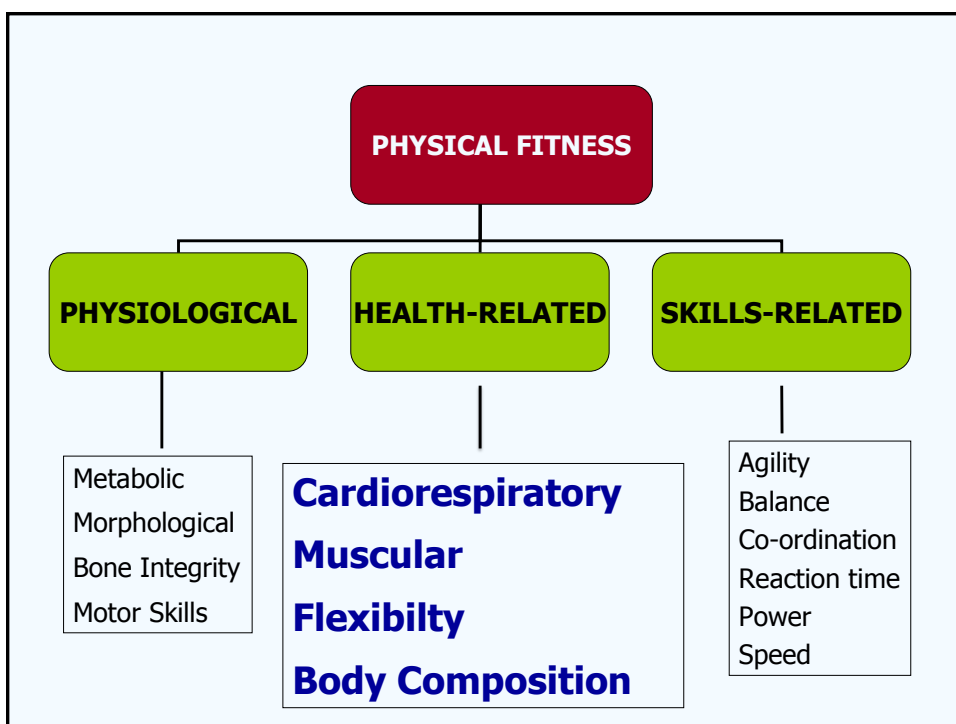 PHYSICAL FITNESS
PHYSIOLOGICAL
HEALTH-RELATED
SKILLS-RELATED
Metabolic
Morphological
Bone Integrity
Motor Skills
Cardiorespiratory
Muscular
Flexibilty
Body Composition
Agility
Balance
Co-ordination
Reaction time
Power
Speed